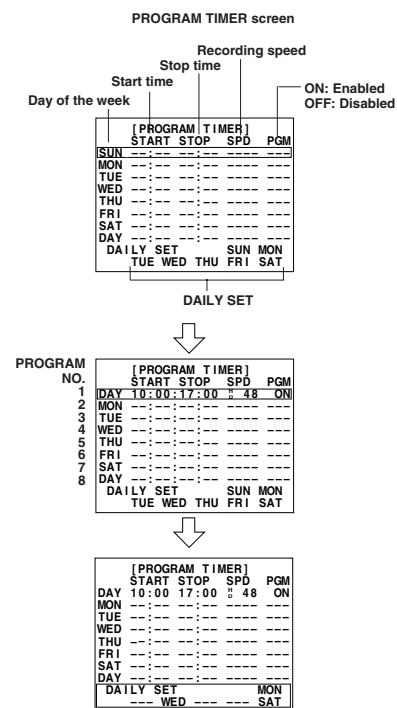 PROGRAM TIMER screen
Recording speed
Stop time
Start time
ON: Enabled
OFF: Disabled
Day of the week
[PROGRAM TIMER]
START STOP SPD PGM
SUN --:-- --:-- ---- ---
MON --:-- --:-- ---- ---
TUE --:-- --:-- ---- ---
WED --:-- --:-- ---- ---
THU --:-- --:-- ---- ---
FRI --:-- --:-- ---- ---
SAT --:-- --:-- ---- ---
DAY --:-- --:-- ---- ---
DAILY SET SUN MON
TUE WED THU FRI SAT
DAILY SET
PROGRAM
NO.
[PROGRAM TIMER]
START STOP SPD PGM
1 DAY 10:00:17:00 HD 48 ON
2 MON --:-- --:-- ---- ---
3 TUE --:-- --:-- ---- ---
4 WED --:-- --:-- ---- ---
5 THU --:-- --:-- ---- ---
6 FRI --:-- --:-- ---- ---
7 SAT --:-- --:-- ---- ---
8 DAY --:-- --:-- ---- ---
DAILY SET SUN MON
TUE WED THU FRI SAT
[PROGRAM TIMER]
START STOP SPD PGM
DAY 10:00 17:00 HD 48 ON
MON --:-- --:-- ---- ---
TUE --:-- --:-- ---- ---
WED --:-- --:-- ---- ---
THU --:-- --:-- ---- ---
FRI --:-- --:-- ---- ---
SAT --:-- --:-- ---- ---
DAY --:-- --:-- ---- ---
DAILY SET MON
--- WED --- --- SAT